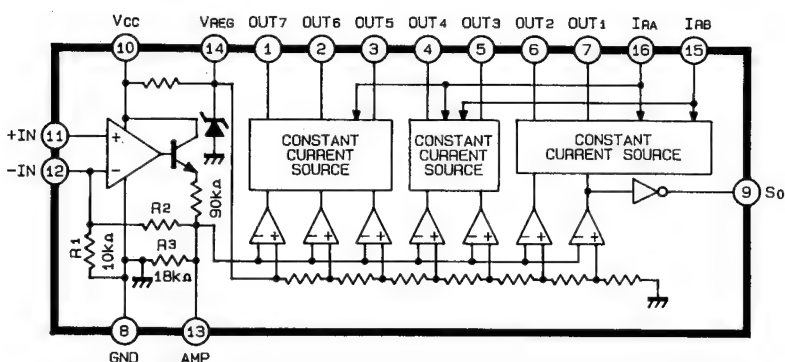 VCC VREG OUT7 OUT6 OUT5 OUT4 OUT3 OUT2 OUT1 IRA IRB
10 14 1 2 3 4 5 6 7 16 15
+IN 11
-IN 12
+
-
CONSTANT CURRENT SOURCE
CONSTANT CURRENT SOURCE
CONSTANT CURRENT SOURCE
90kΩ
9 SO
R2
R1
10kΩ
R3
18kΩ
- + - + - + - + - + - + - +
8 13
GND AMP